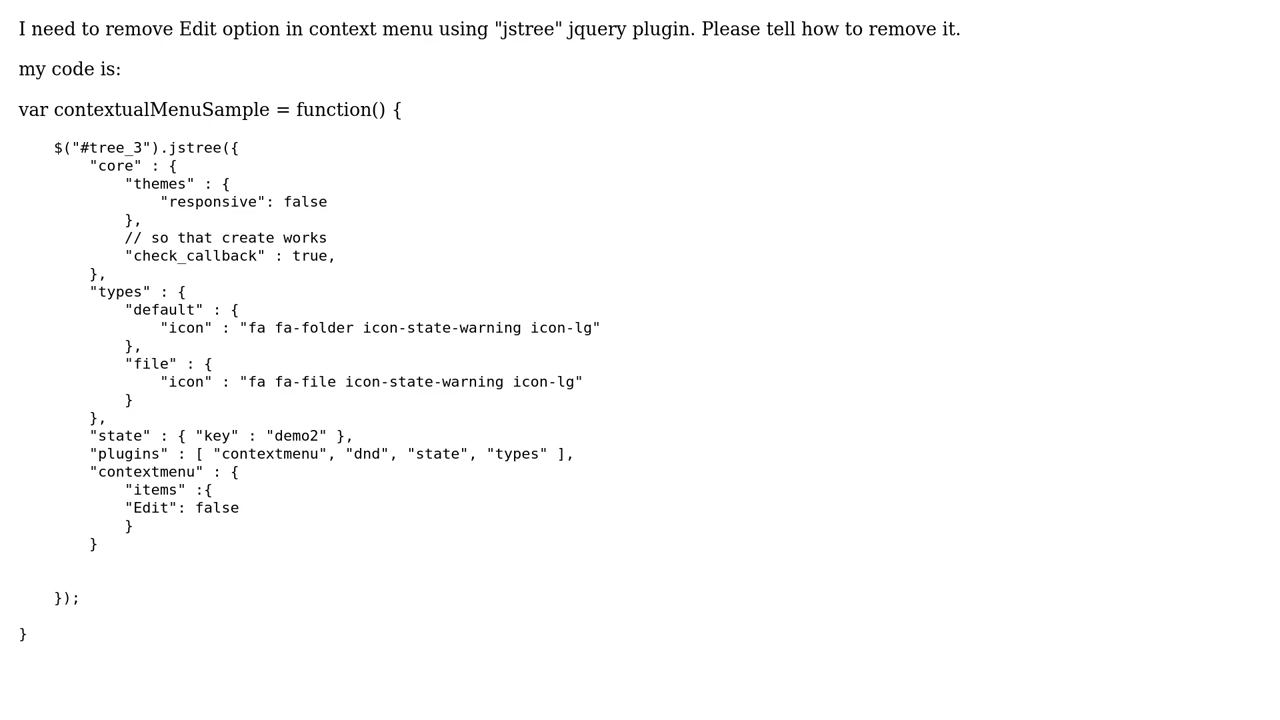 I need to remove Edit option in context menu using "jstree" jquery plugin. Please tell how to remove it.
my code is:
var contextualMenuSample = function() {
    $("#tree_3").jstree({
        "core" : {
            "themes" : {
                "responsive": false
            },
            // so that create works
            "check_callback" : true,
        },
        "types" : {
            "default" : {
                "icon" : "fa fa-folder icon-state-warning icon-lg"
            },
            "file" : {
                "icon" : "fa fa-file icon-state-warning icon-lg"
            }
        },
        "state" : { "key" : "demo2" },
        "plugins" : [ "contextmenu", "dnd", "state", "types" ],
        "contextmenu" : {
            "items" :{
            "Edit": false
            }
        }
    });
}